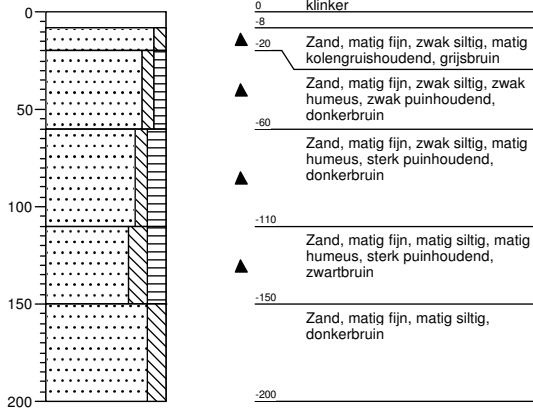 0
klinker
-8
Zand, matig fijn, zwak siltig, matig
kolengruishoudend, grijsbruin
-20
Zand, matig fijn, zwak siltig, zwak
humeus, zwak puinhoudend,
donkerbruin
-60
Zand, matig fijn, zwak siltig, matig
humeus, sterk puinhoudend,
donkerbruin
-110
Zand, matig fijn, matig siltig, matig
humeus, sterk puinhoudend,
zwartbruin
-150
Zand, matig fijn, matig siltig,
donkerbruin
-200
0
50
100
150
200